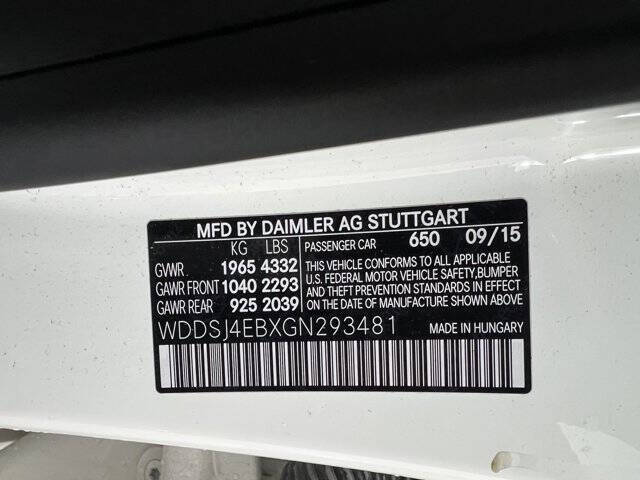 MFD BY DAIMLER AG STUTTGART
KG LBS PASSENGER CAR 650 09/15
GVWR 1965 4332 THIS VEHICLE CONFORMS TO ALL APPLICABLE
GAWR FRONT 1040 2293 U.S. FEDERAL MOTOR VEHICLE SAFETY,BUMPER
AND THEFT PREVENTION STANDARDS IN EFFECT
GAWR REAR 925 2039 ON THE DATE OF MANUFACTURE SHOWN ABOVE.
WDDSJ4EBXGN293481 MADE IN HUNGARY